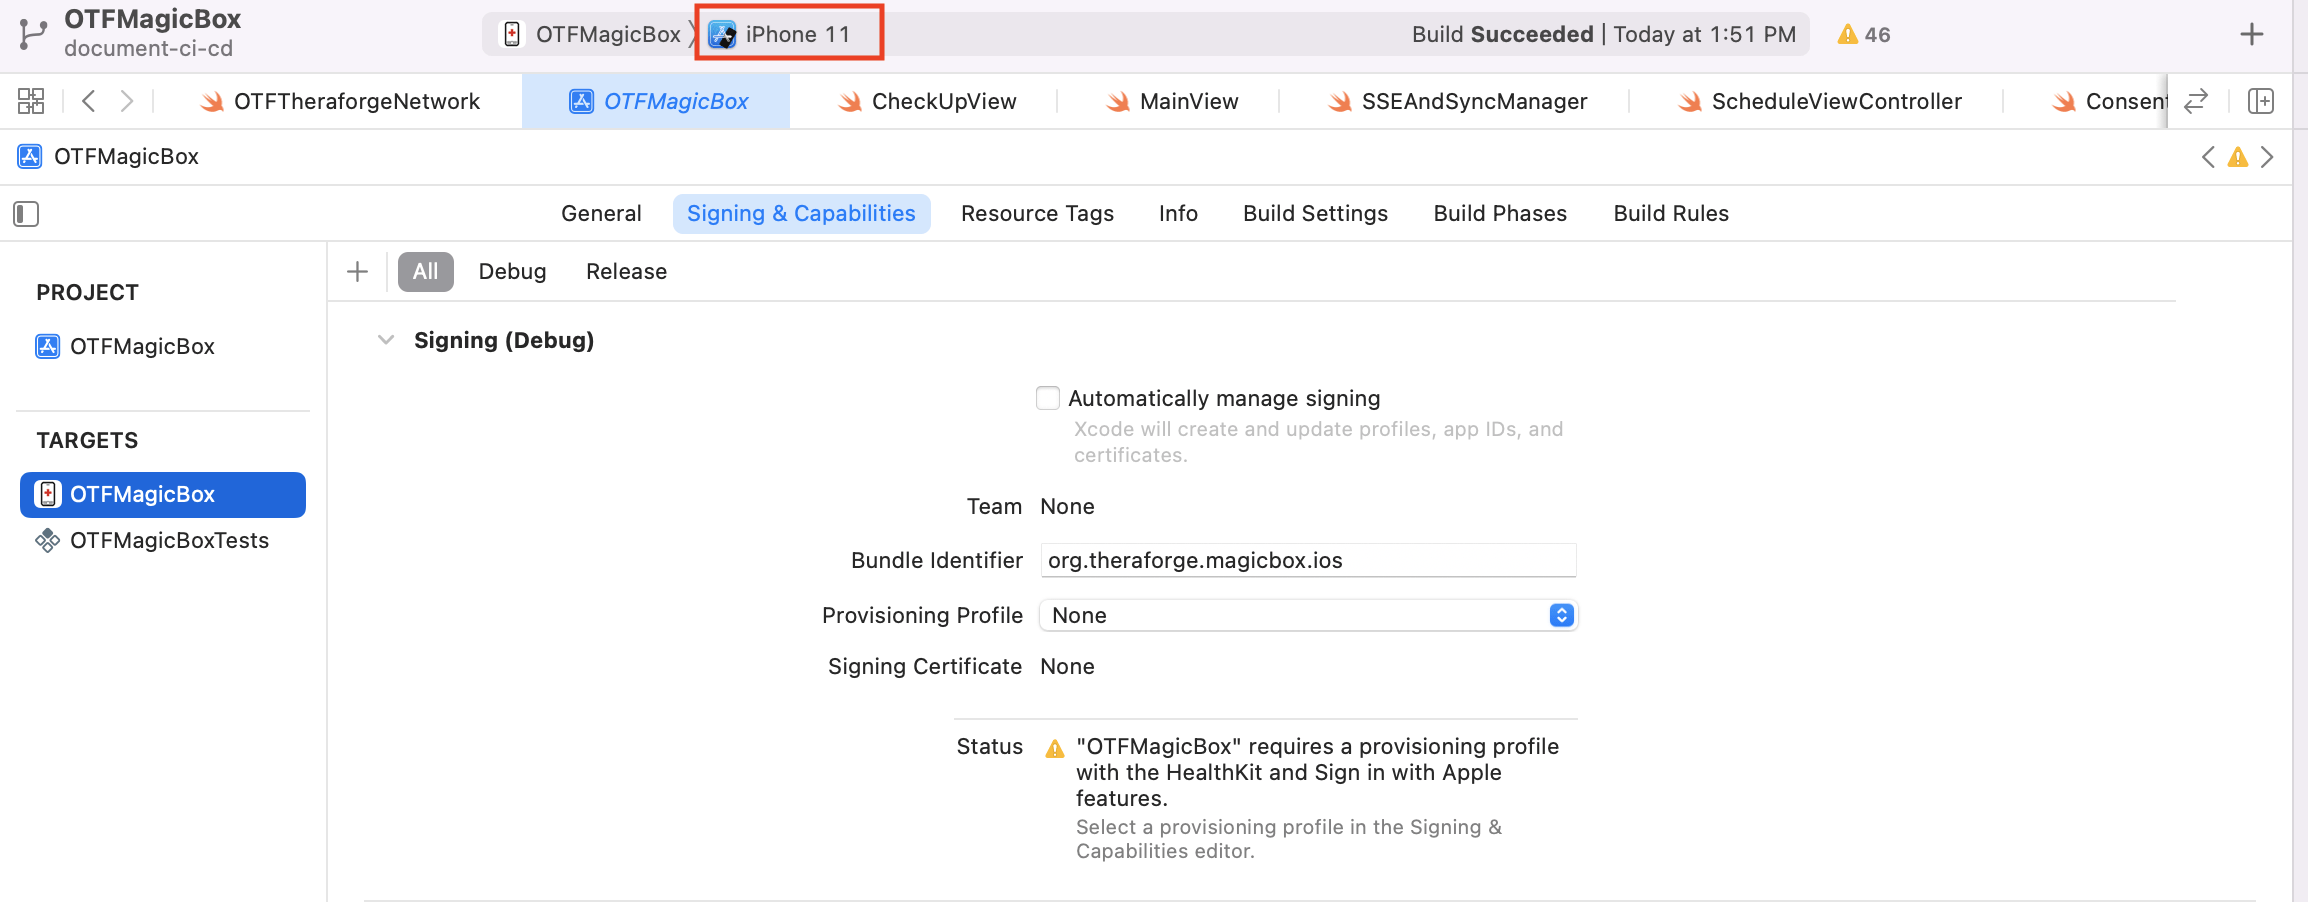 OTFMagicBox
document-ci-cd
OTFMagicBox
iPhone 11
Build Succeeded | Today at 1:51 PM
46
OTFTheraforgeNetwork
OTFMagicBox
CheckUpView
MainView
SSEAndSyncManager
ScheduleViewController
Consent
OTFMagicBox
General
Signing & Capabilities
Resource Tags
Info
Build Settings
Build Phases
Build Rules
PROJECT
OTFMagicBox
TARGETS
OTFMagicBox
OTFMagicBoxTests
All
Debug
Release
Signing (Debug)
Automatically manage signing
Xcode will create and update profiles, app IDs, and
certificates.
Team None
Bundle Identifier org.theraforge.magicbox.ios
Provisioning Profile None
Signing Certificate None
Status "OTFMagicBox" requires a provisioning profile
with the HealthKit and Sign in with Apple
features.
Select a provisioning profile in the Signing &
Capabilities editor.